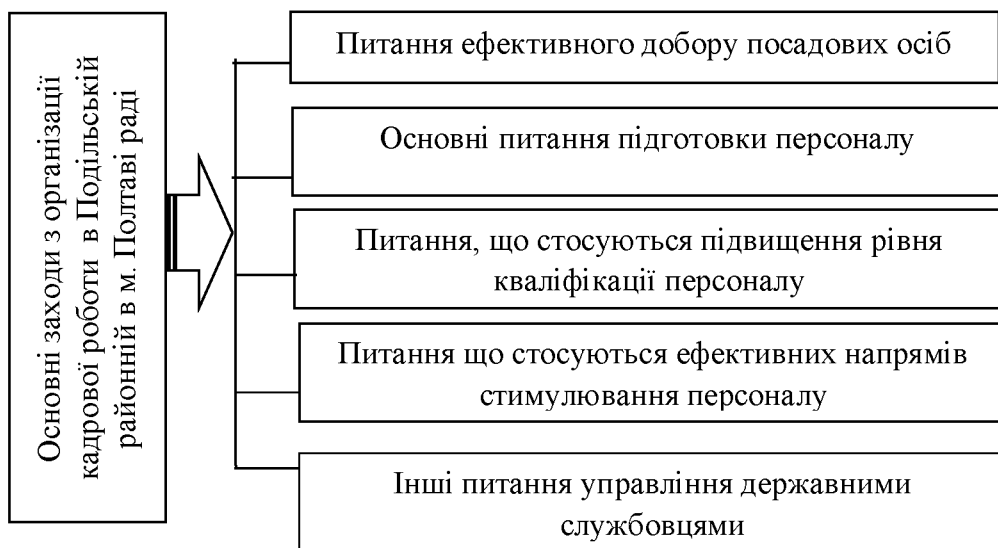 Основні заходи з організації
кадрової роботи в Подільській
районній в м. Полтаві раді
Питання ефективного добору посадових осіб
Основні питання підготовки персоналу
Питання, що стосуються підвищення рівня
кваліфікації персоналу
Питання що стосуються ефективних напрямів
стимулювання персоналу
Інші питання управління державними
службовцями